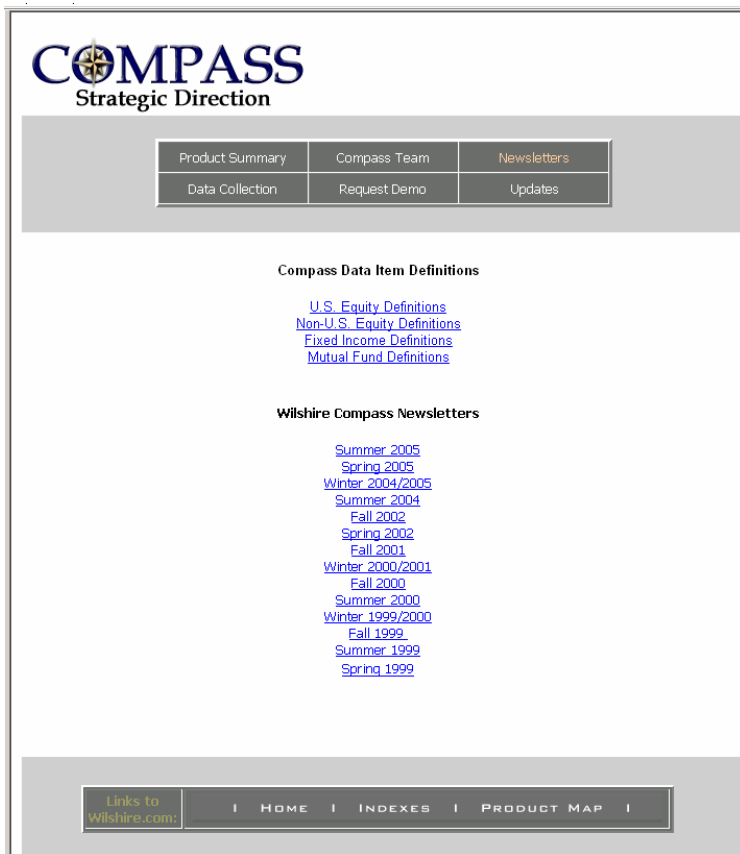 COMPASS
Strategic Direction
Product Summary Compass Team Newsletters
Data Collection Request Demo Updates
Compass Data Item Definitions
U.S. Equity Definitions
Non-U.S. Equity Definitions
Fixed Income Definitions
Mutual Fund Definitions
Wilshire Compass Newsletters
Summer 2005
Spring 2005
Winter 2004/2005
Summer 2004
Fall 2002
Spring 2002
Fall 2001
Winter 2000/2001
Fall 2000
Summer 2000
Winter 1999/2000
Fall 1999
Summer 1999
Spring 1999
Links to
Wilshire.com:
| HOME | INDEXES | PRODUCT MAP |